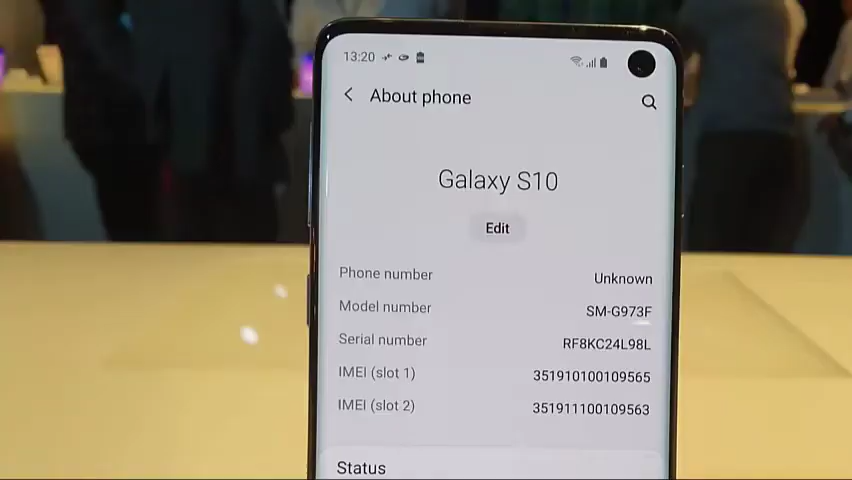 13:20
About phone
Galaxy S10
Edit
Phone number Unknown
Model number SM-G973F
Serial number RF8KC24L98L
IMEI (slot 1) 351910100109565
IMEI (slot 2) 351911100109563
Status